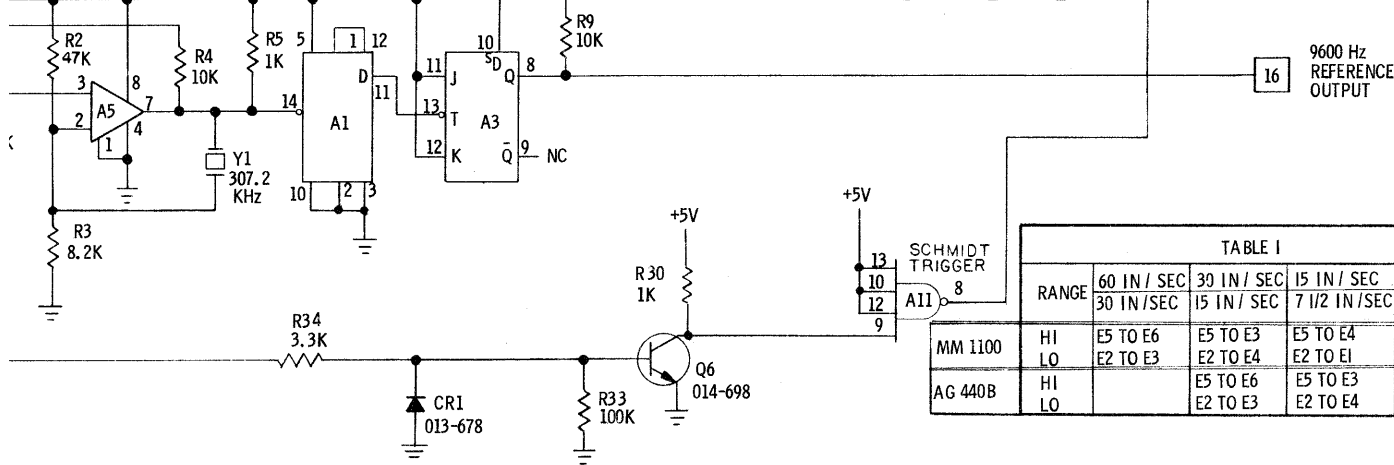 R2
47K
R4
10K
R5
1K
5
1
12
D
11
14
A1
10
2
3
3
2
A5
8
7
4
1
Y1
307.2
KHz
R3
8.2K
K
10
SD
11
J
Q
8
13
T
A3
12
K
Q
9
NC
R9
10K
16
9600 Hz
REFERENCE
OUTPUT
+5V
+5V
R30
1K
SCHMIDT
TRIGGER
13
10
12
9
A11
8
R34
3.3K
CR1
013-678
R33
100K
Q6
014-698
TABLE I
RANGE
60 IN / SEC 30 IN / SEC 15 IN / SEC
30 IN /SEC 15 IN / SEC 7 1/2 IN /SEC
MM 1100
HI E5 TO E6 E5 TO E3 E5 TO E4
LO E2 TO E3 E2 TO E4 E2 TO E1
AG 440B
HI E5 TO E6 E5 TO E3
LO E2 TO E3 E2 TO E4